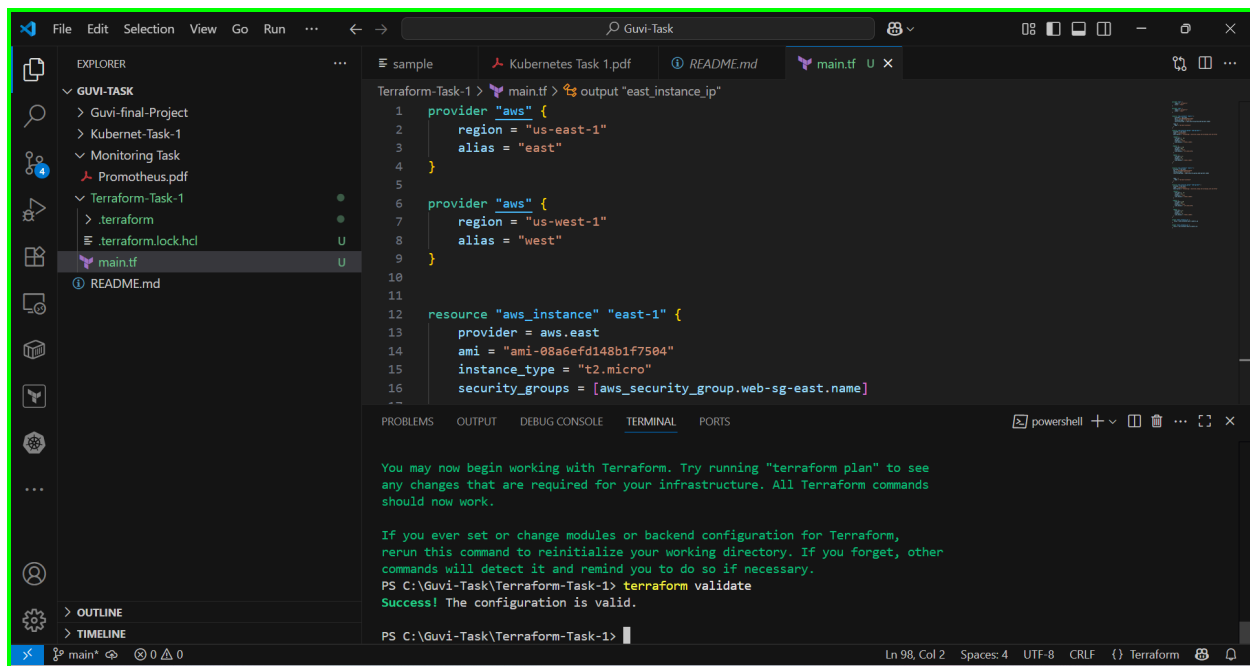 File Edit Selection View Go Run ··· Guvi-Task
EXPLORER ···
GUVI-TASK
Guvi-final-Project
Kubernet-Task-1
Monitoring Task
Promotheus.pdf
Terraform-Task-1
.terraform
.terraform.lock.hcl U
main.tf U
README.md
OUTLINE
TIMELINE
4
sample Kubernetes Task 1.pdf README.md main.tf U
Terraform-Task-1 > main.tf > output "east_instance_ip"
1 provider "aws" {
2 region = "us-east-1"
3 alias = "east"
4 }
5
6 provider "aws" {
7 region = "us-west-1"
8 alias = "west"
9 }
10
11
12 resource "aws_instance" "east-1" {
13 provider = aws.east
14 ami = "ami-08a6efd148b1f7504"
15 instance_type = "t2.micro"
16 security_groups = [aws_security_group.web-sg-east.name]
PROBLEMS OUTPUT DEBUG CONSOLE TERMINAL PORTS powershell
You may now begin working with Terraform. Try running "terraform plan" to see
any changes that are required for your infrastructure. All Terraform commands
should now work.
If you ever set or change modules or backend configuration for Terraform,
rerun this command to reinitialize your working directory. If you forget, other
commands will detect it and remind you to do so if necessary.
PS C:\Guvi-Task\Terraform-Task-1> terraform validate
Success! The configuration is valid.
PS C:\Guvi-Task\Terraform-Task-1>
main* 0 0 Ln 98, Col 2 Spaces: 4 UTF-8 CRLF {} Terraform